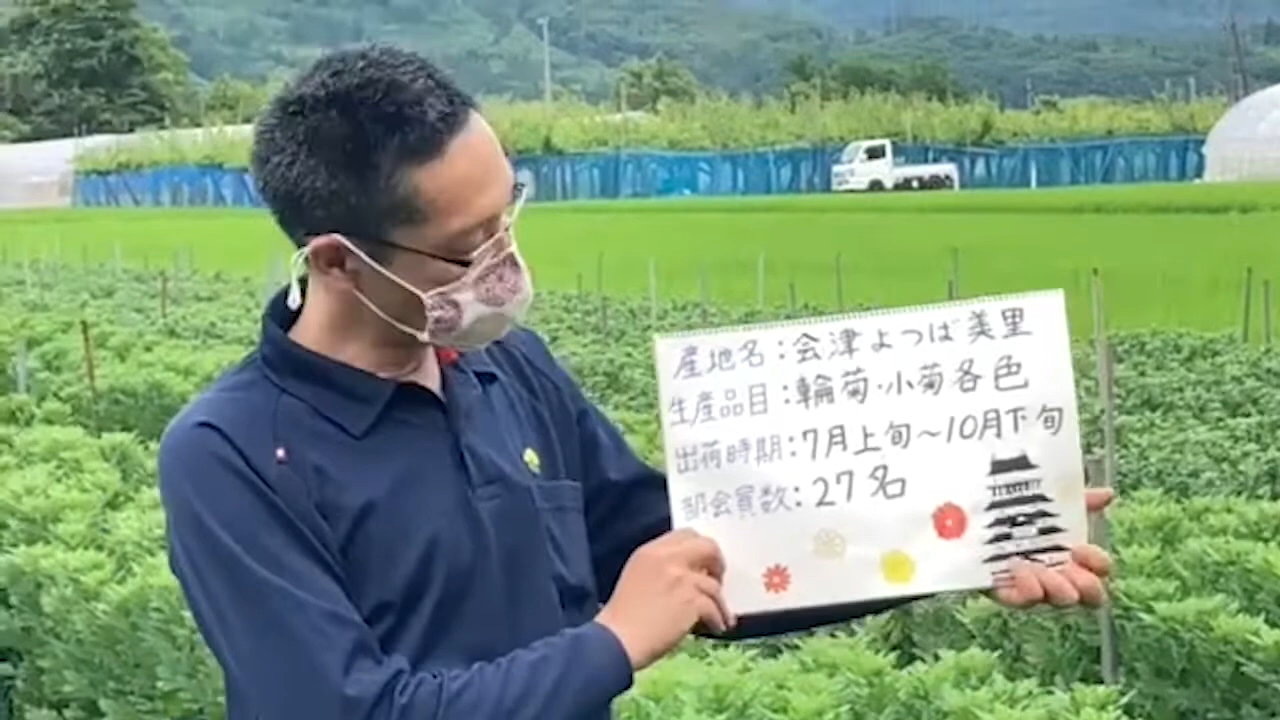 産地名:会津よつば美里
生産品目:輪菊・小菊各色
出荷時期:7月上旬~10月下旬
部会員数:27名